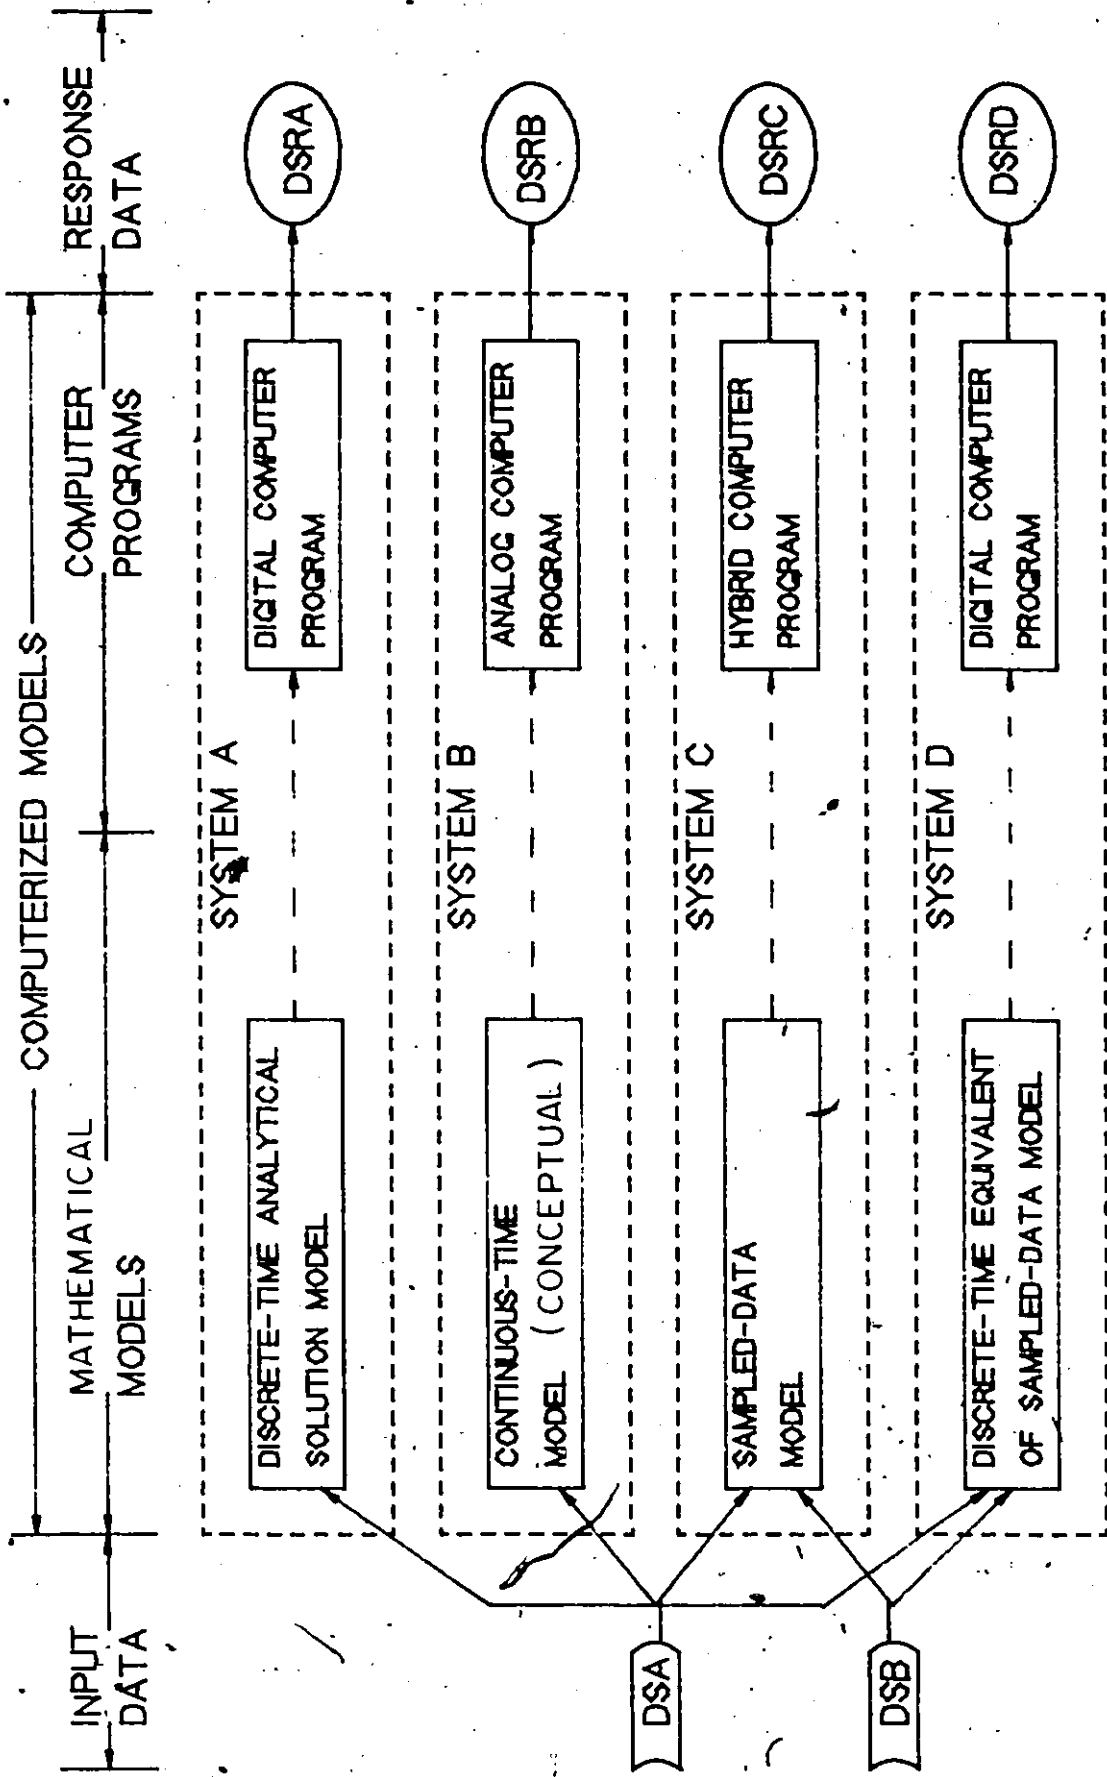 COMPUTERIZED MODELS
INPUT
DATA
MATHEMATICAL
MODELS
COMPUTER
PROGRAMS
RESPONSE
DATA
SYSTEM A
DISCRETE-TIME ANALYTICAL
SOLUTION MODEL
DIGITAL COMPUTER
PROGRAM
DSRA
SYSTEM B
CONTINUOUS-TIME
MODEL (CONCEPTUAL)
ANALOG COMPUTER
PROGRAM
DSRB
DSA
SYSTEM C
SAMPLED-DATA
MODEL
HYBRID COMPUTER
PROGRAM
DSRC
DSB
SYSTEM D
DISCRETE-TIME EQUIVALENT
OF SAMPLED-DATA MODEL
DIGITAL COMPUTER
PROGRAM
DSRD